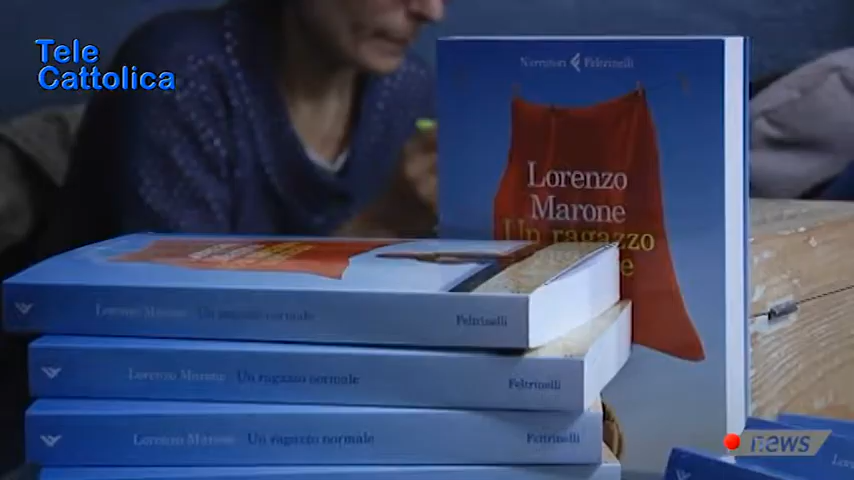 Tele
Cattolica
Narratori Feltrinelli
Lorenzo
Marone
Un ragazzo
Lorenzo Marone Un ragazzo normale Feltrinelli
Lorenzo Marone Un ragazzo normale Feltrinelli
Lorenzo Marone Un ragazzo normale Feltrinelli
news